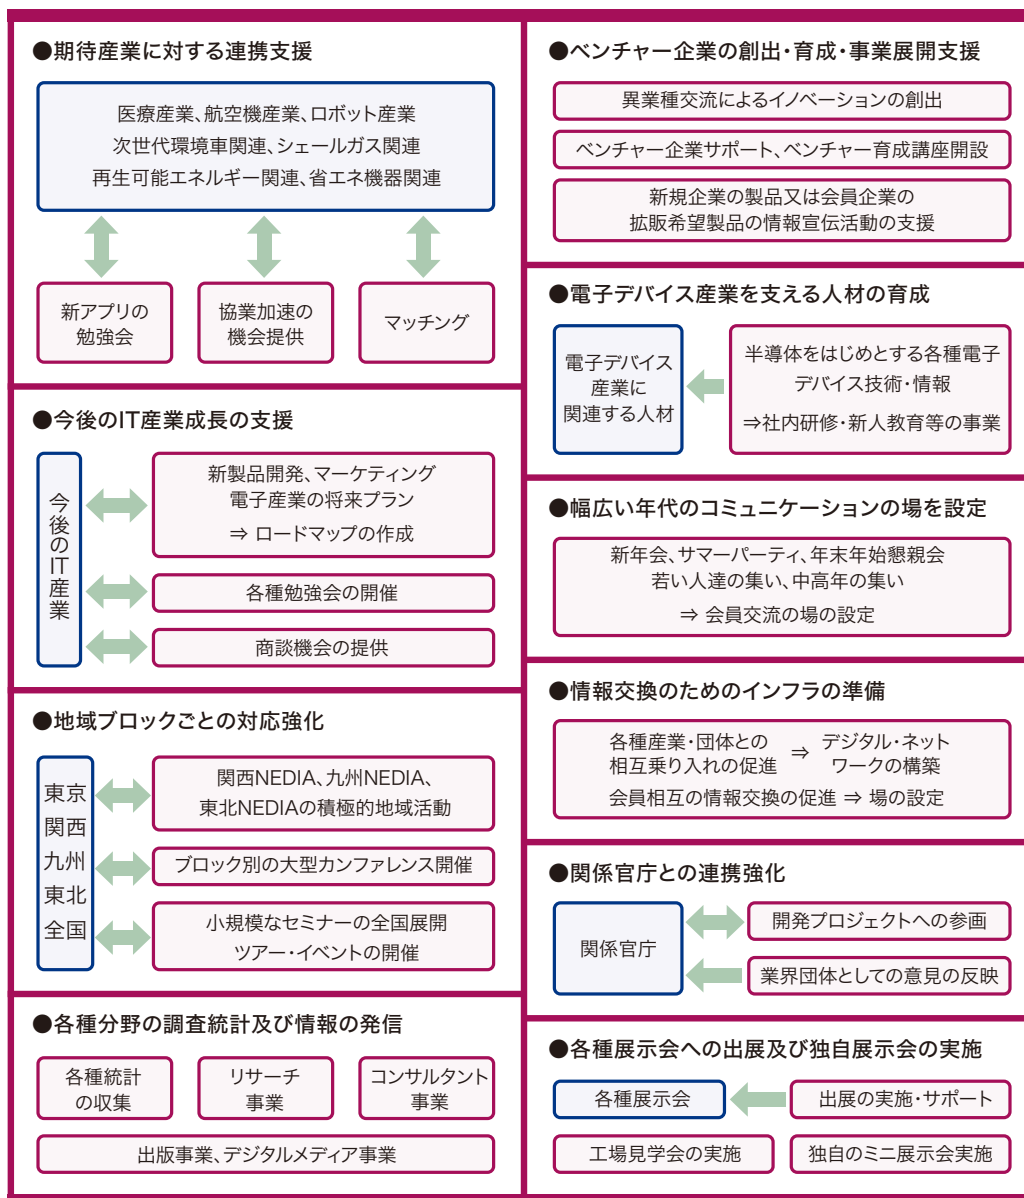 ●期待産業に対する連携支援
医療産業、航空機産業、ロボット産業
次世代環境車関連、シェールガス関連
再生可能エネルギー関連、省エネ機器関連
新アプリの
勉強会
協業加速の
機会提供
マッチング
●今後のIT産業成長の支援
今後のIT産業
新製品開発、マーケティング
電子産業の将来プラン
⇒ ロードマップの作成
各種勉強会の開催
商談機会の提供
●地域ブロックごとの対応強化
東京
関西
九州
東北
全国
関西NEDIA、九州NEDIA、
東北NEDIAの積極的地域活動
ブロック別の大型カンファレンス開催
小規模なセミナーの全国展開
ツアー・イベントの開催
●各種分野の調査統計及び情報の発信
各種統計
の収集
リサーチ
事業
コンサルタント
事業
出版事業、デジタルメディア事業
●ベンチャー企業の創出・育成・事業展開支援
異業種交流によるイノベーションの創出
ベンチャー企業サポート、ベンチャー育成講座開設
新規企業の製品又は会員企業の
拡販希望製品の情報宣伝活動の支援
●電子デバイス産業を支える人材の育成
電子デバイス
産業に
関連する人材
半導体をはじめとする各種電子
デバイス技術・情報
⇒社内研修・新人教育等の事業
●幅広い年代のコミュニケーションの場を設定
新年会、サマーパーティ、年末年始懇親会
若い人達の集い、中高年の集い
⇒ 会員交流の場の設定
●情報交換のためのインフラの準備
各種産業・団体との
相互乗り入れの促進
⇒
デジタル・ネット
ワークの構築
会員相互の情報交換の促進 ⇒ 場の設定
●関係官庁との連携強化
関係官庁
開発プロジェクトへの参画
業界団体としての意見の反映
●各種展示会への出展及び独自展示会の実施
各種展示会
出展の実施・サポート
工場見学会の実施
独自のミニ展示会実施